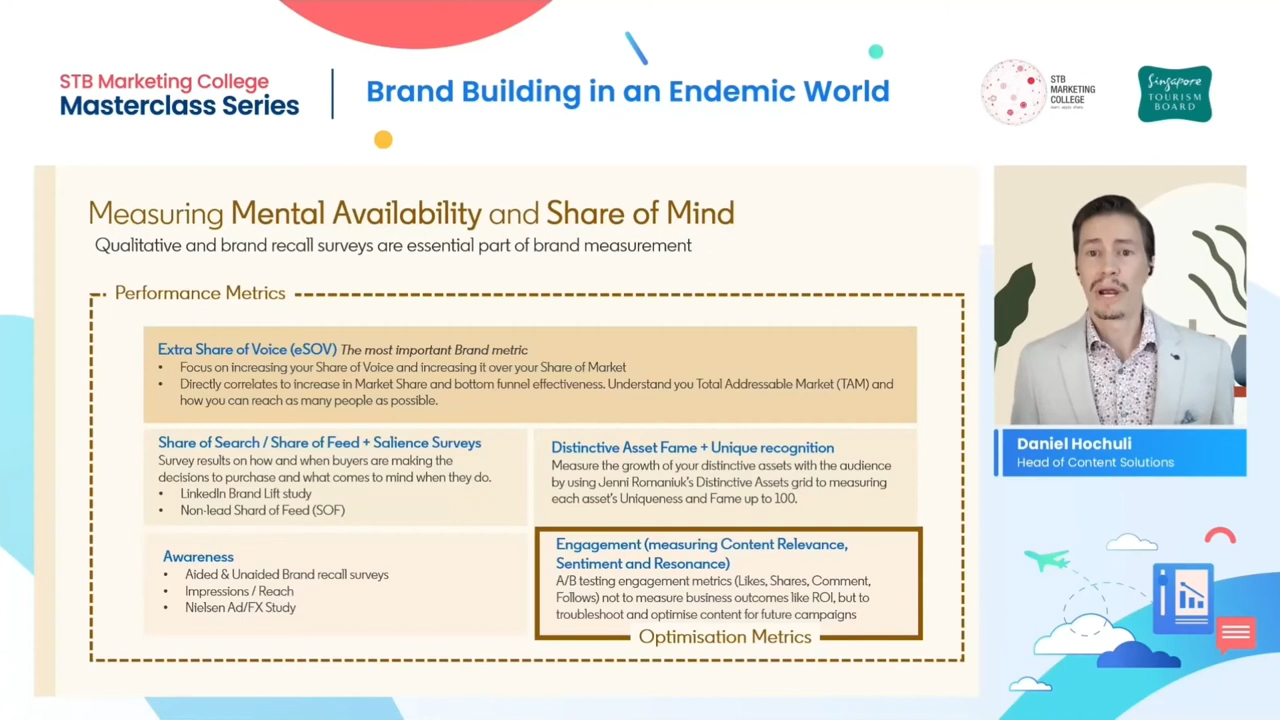 STB Marketing College
Masterclass Series
Brand Building in an Endemic World
STB
MARKETING
COLLEGE
Singapore
TOURISM
BOARD
Measuring Mental Availability and Share of Mind
Qualitative and brand recall surveys are essential part of brand measurement
Performance Metrics
Extra Share of Voice (eSOV) The most important Brand metric
• Focus on increasing your Share of Voice and increasing it over your Share of Market
• Directly correlates to increase in Market Share and bottom funnel effectiveness. Understand you Total Addressable Market (TAM) and
how you can reach as many people as possible.
Share of Search / Share of Feed + Salience Surveys
Survey results on how and when buyers are making the
decisions to purchase and what comes to mind when they do.
• LinkedIn Brand Lift study
• Non-lead Shard of Feed (SOF)
Distinctive Asset Fame + Unique recognition
Measure the growth of your distinctive assets with the audience
by using Jenni Romaniuk's Distinctive Assets grid to measuring
each asset's Uniqueness and Fame up to 100.
Awareness
• Aided & Unaided Brand recall surveys
• Impressions / Reach
• Nielsen Ad/FX Study
Engagement (measuring Content Relevance,
Sentiment and Resonance)
A/B testing engagement metrics (Likes, Shares, Comment,
Follows) not to measure business outcomes like ROI, but to
troubleshoot and optimise content for future campaigns
Optimisation Metrics
Daniel Hochuli
Head of Content Solutions